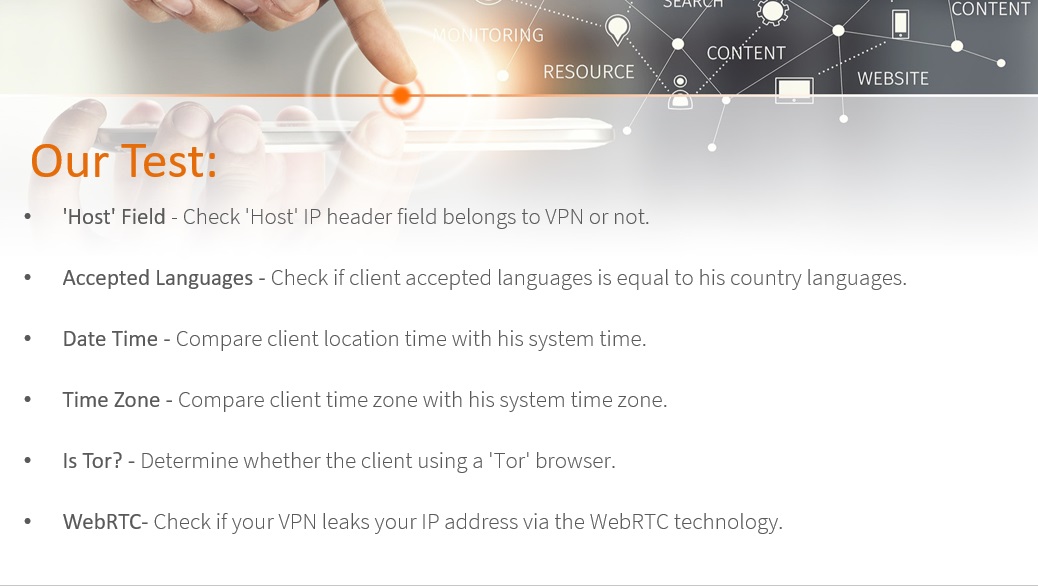 SEARCH
CONTENT
MONITORING
CONTENT
RESOURCE
WEBSITE
Our Test:
• 'Host' Field - Check 'Host' IP header field belongs to VPN or not.
• Accepted Languages - Check if client accepted languages is equal to his country languages.
• Date Time - Compare client location time with his system time.
• Time Zone - Compare client time zone with his system time zone.
• Is Tor? - Determine whether the client using a 'Tor' browser.
• WebRTC- Check if your VPN leaks your IP address via the WebRTC technology.